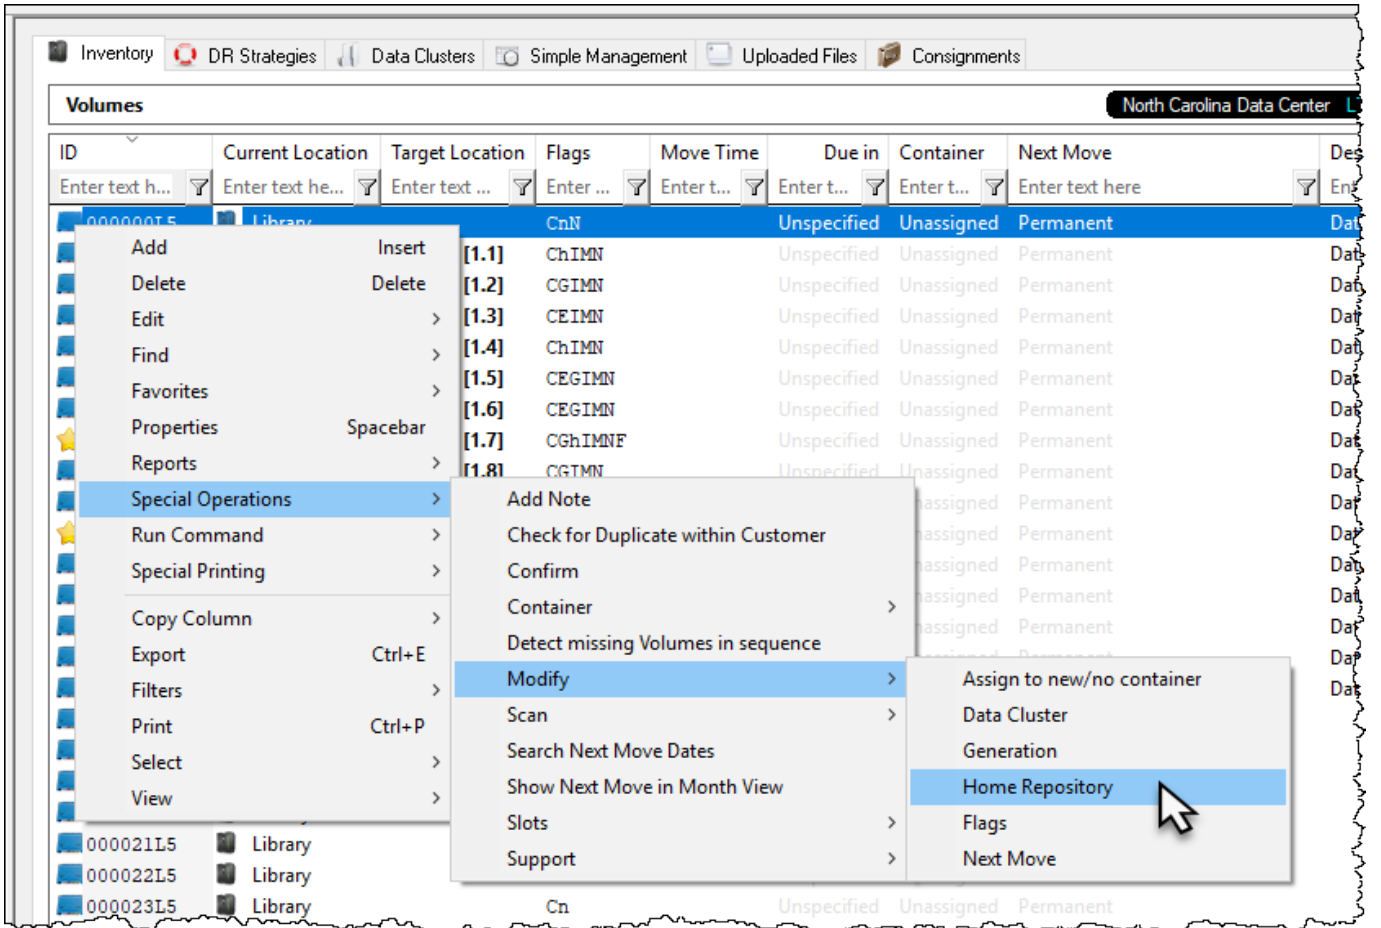 Inventory DR Strategies Data Clusters Simple Management Uploaded Files Consignments
Volumes North Carolina Data Center
ID Current Location Target Location Flags Move Time Due in Container Next Move
Enter text h... Enter text he... Enter text ... Enter ... Enter t... Enter t... Enter t... Enter text here
000000L5 Library CnN Unspecified Unassigned Permanent
Add Insert [1.1] ChIMN Unspecified Unassigned Permanent
Delete Delete [1.2] CGIMN Unspecified Unassigned Permanent
Edit [1.3] CEIMN Unspecified Unassigned Permanent
Find [1.4] ChIMN Unspecified Unassigned Permanent
Favorites [1.5] CEGIMN Unspecified Unassigned Permanent
[1.6] CEGIMN Unspecified Unassigned Permanent
Properties Spacebar [1.7] CGhIMNF Unspecified Unassigned Permanent
Reports [1.8] CGIMN Unspecified Unassigned Permanent
Special Operations Add Note Permanent
Run Command Check for Duplicate within Customer Permanent
Special Printing Confirm Permanent
Container Permanent
Copy Column Permanent
Detect missing Volumes in sequence
Export Ctrl+E
Filters Modify Assign to new/no container
Print Ctrl+P Scan Data Cluster
Select Search Next Move Dates Generation
View Show Next Move in Month View Home Repository
Slots Flags
000021L5 Library Support Next Move
000022L5 Library
000023L5 Library Cn Unspecified Unassigned Permanent